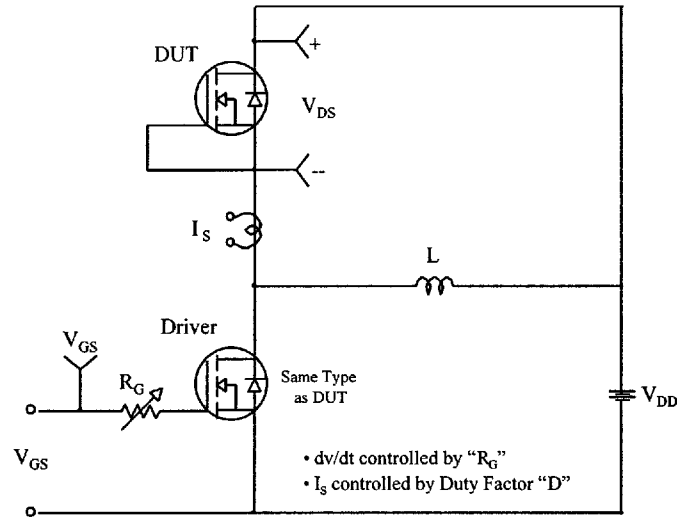 DUT
+
V_DS
--
I_S
L
Driver
V_GS
R_G
Same Type
as DUT
V_DD
V_GS
• dv/dt controlled by “R_G”
• I_S controlled by Duty Factor “D”